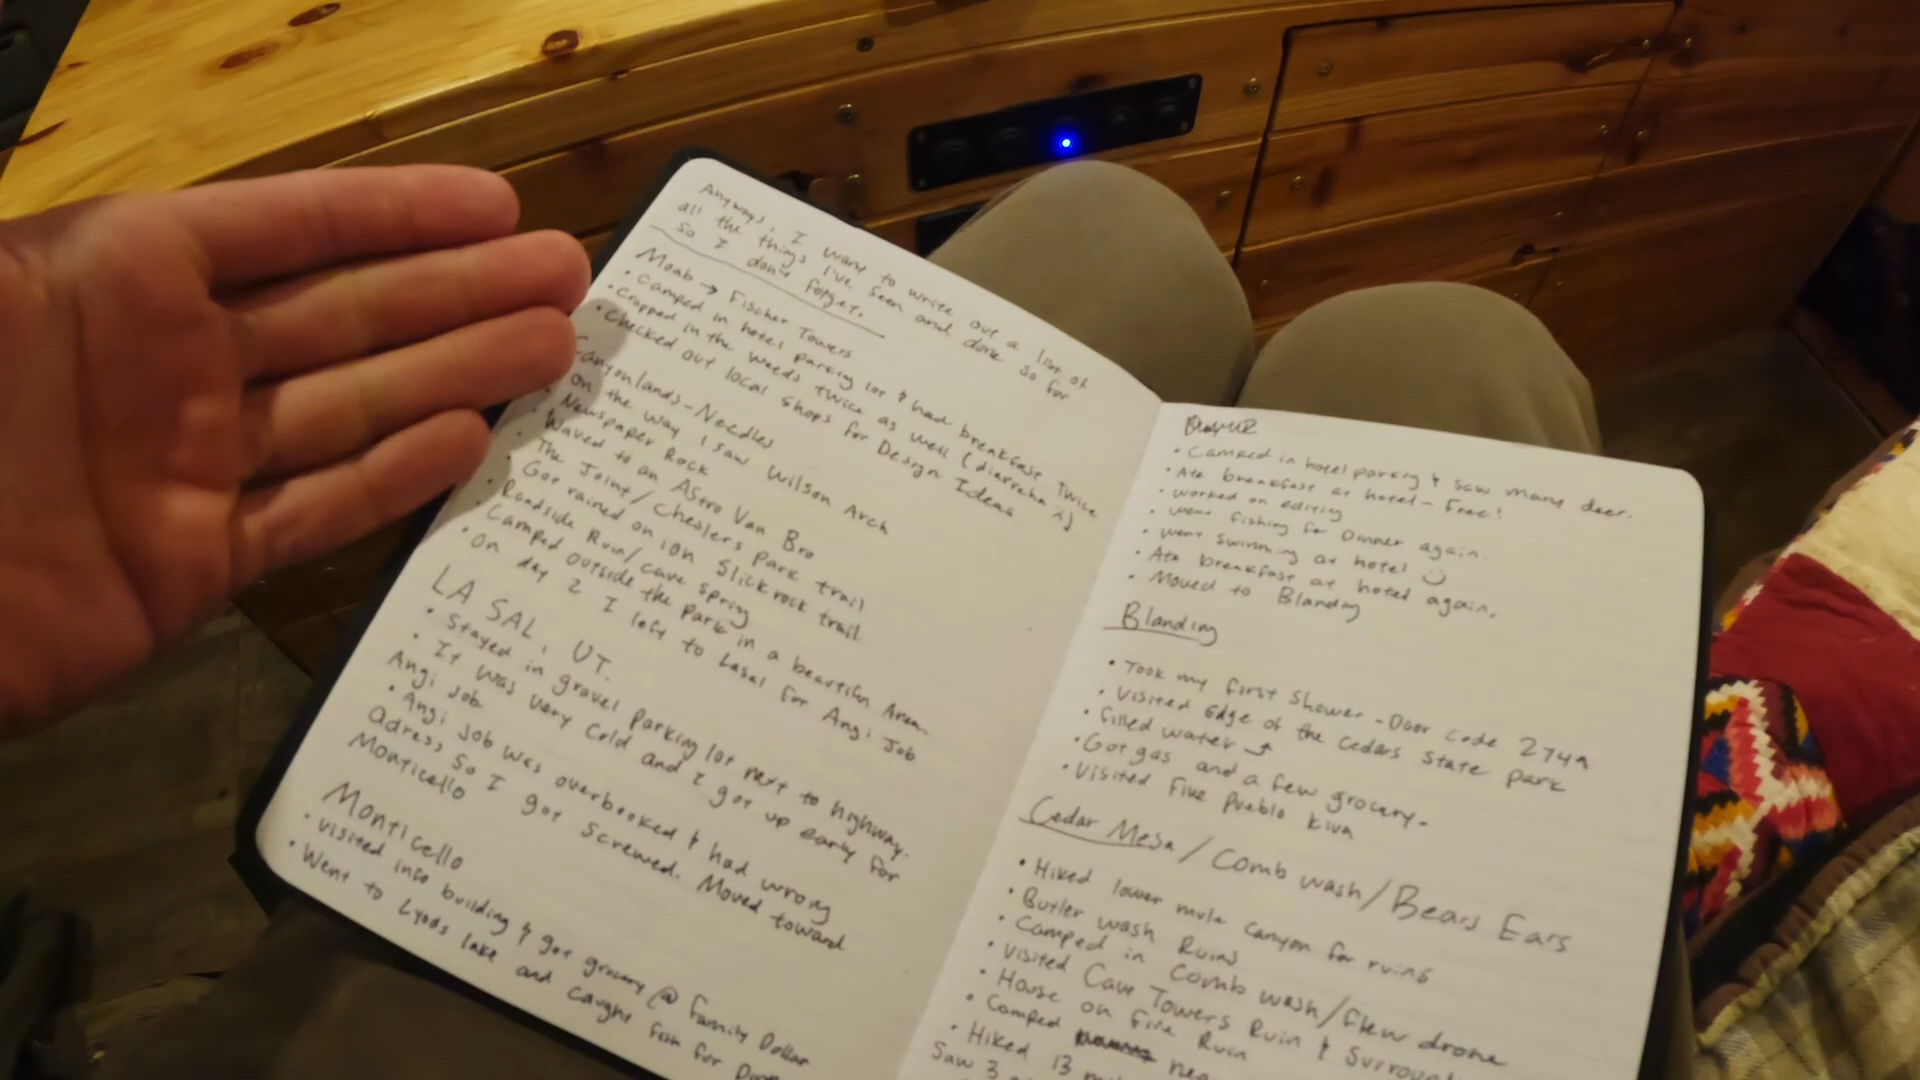 Anyways, I want to write out a list of
all the things I've seen and done so far
so I don't forget.
Moab → Fischer Towers
• Camped in hotel parking lot & had breakfast twice
• Crapped in the weeds twice as well (diarreha :)
• Checked out local shops for Design Ideas
Canyonlands - Needles
On the way I saw Wilson Arch
• Newspaper Rock
• Waved to an Astro Van Bro
• The Joint / Cheslers Park trail
• Got rained on ion Slickrock trail
• Roadside Ruin / cave spring
• Camped outside the park in a beautiful Area.
• On day 2 I left to Lasal for Angi Job
LA SAL, UT.
• Stayed in gravel parking lot next to highway.
• It was very cold and I got up early for
Angi job
• Angi job was overbooked & had wrong
Adress, so I got screwed. Moved toward
Monticello
Monticello
• visited info building & got grocery @ Family Dollar
• Went to Lyods lake and caught fish for
• Camped in hotel parking & saw many deer.
• Ate breakfast at hotel - Free!
• worked on editing
• went fishing for Dinner again.
• went swimming at hotel :)
• Ate breakfast at hotel again.
• Moved to Blanding
Blanding
• Took my first shower - Door code
• Visited Edge of the Cedars State park
• filled water
• Got gas and a few grocery-
• Visited Five Pueblo Kiva
Cedar Mesa / Comb wash / Bears Ears
• Hiked lower mule canyon for ruins
• Butler wash Ruins
• Camped in Comb wash / flew drone
• Visited Cave Towers Ruin &
• House on fire Ruin
• Camped
• Hiked 13
Saw 3